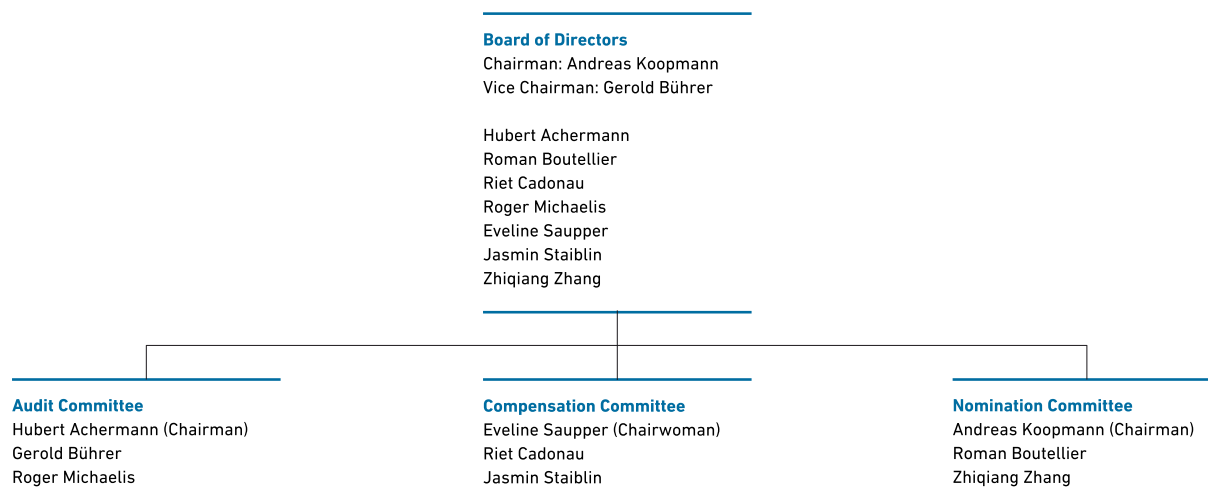 Board of Directors
Chairman: Andreas Koopmann
Vice Chairman: Gerold Bührer
Hubert Achermann
Roman Boutellier
Riet Cadonau
Roger Michaelis
Eveline Saupper
Jasmin Staiblin
Zhiqiang Zhang
Audit Committee
Hubert Achermann (Chairman)
Gerold Bührer
Roger Michaelis
Compensation Committee
Eveline Saupper (Chairwoman)
Riet Cadonau
Jasmin Staiblin
Nomination Committee
Andreas Koopmann (Chairman)
Roman Boutellier
Zhiqiang Zhang